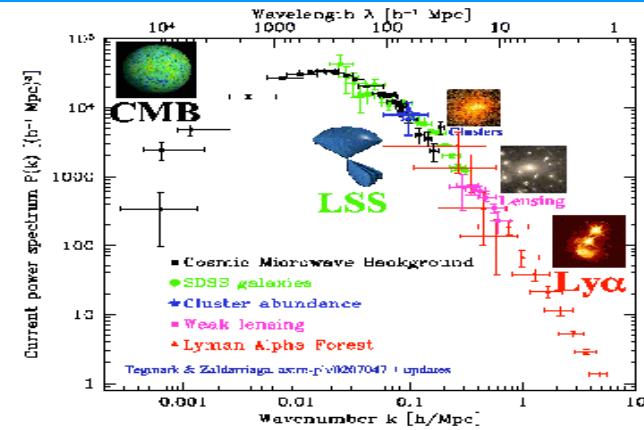 Wavelength λ [h⁻¹ Mpc]
10⁴ 1000 100 10 1
10⁵
10⁴
1000
100
10
1
Current power spectrum P(k) [(h⁻¹ Mpc)³]
CMB
Clusters
LSS
Lensing
Lyα
Cosmic Microwave Background
SDSS galaxies
Cluster abundance
Weak lensing
Lyman Alpha Forest
Tegmark & Zaldarriaga, astro-ph/0207047 + updates
0.001 0.01 0.1 1 10
Wavenumber k [h/Mpc]